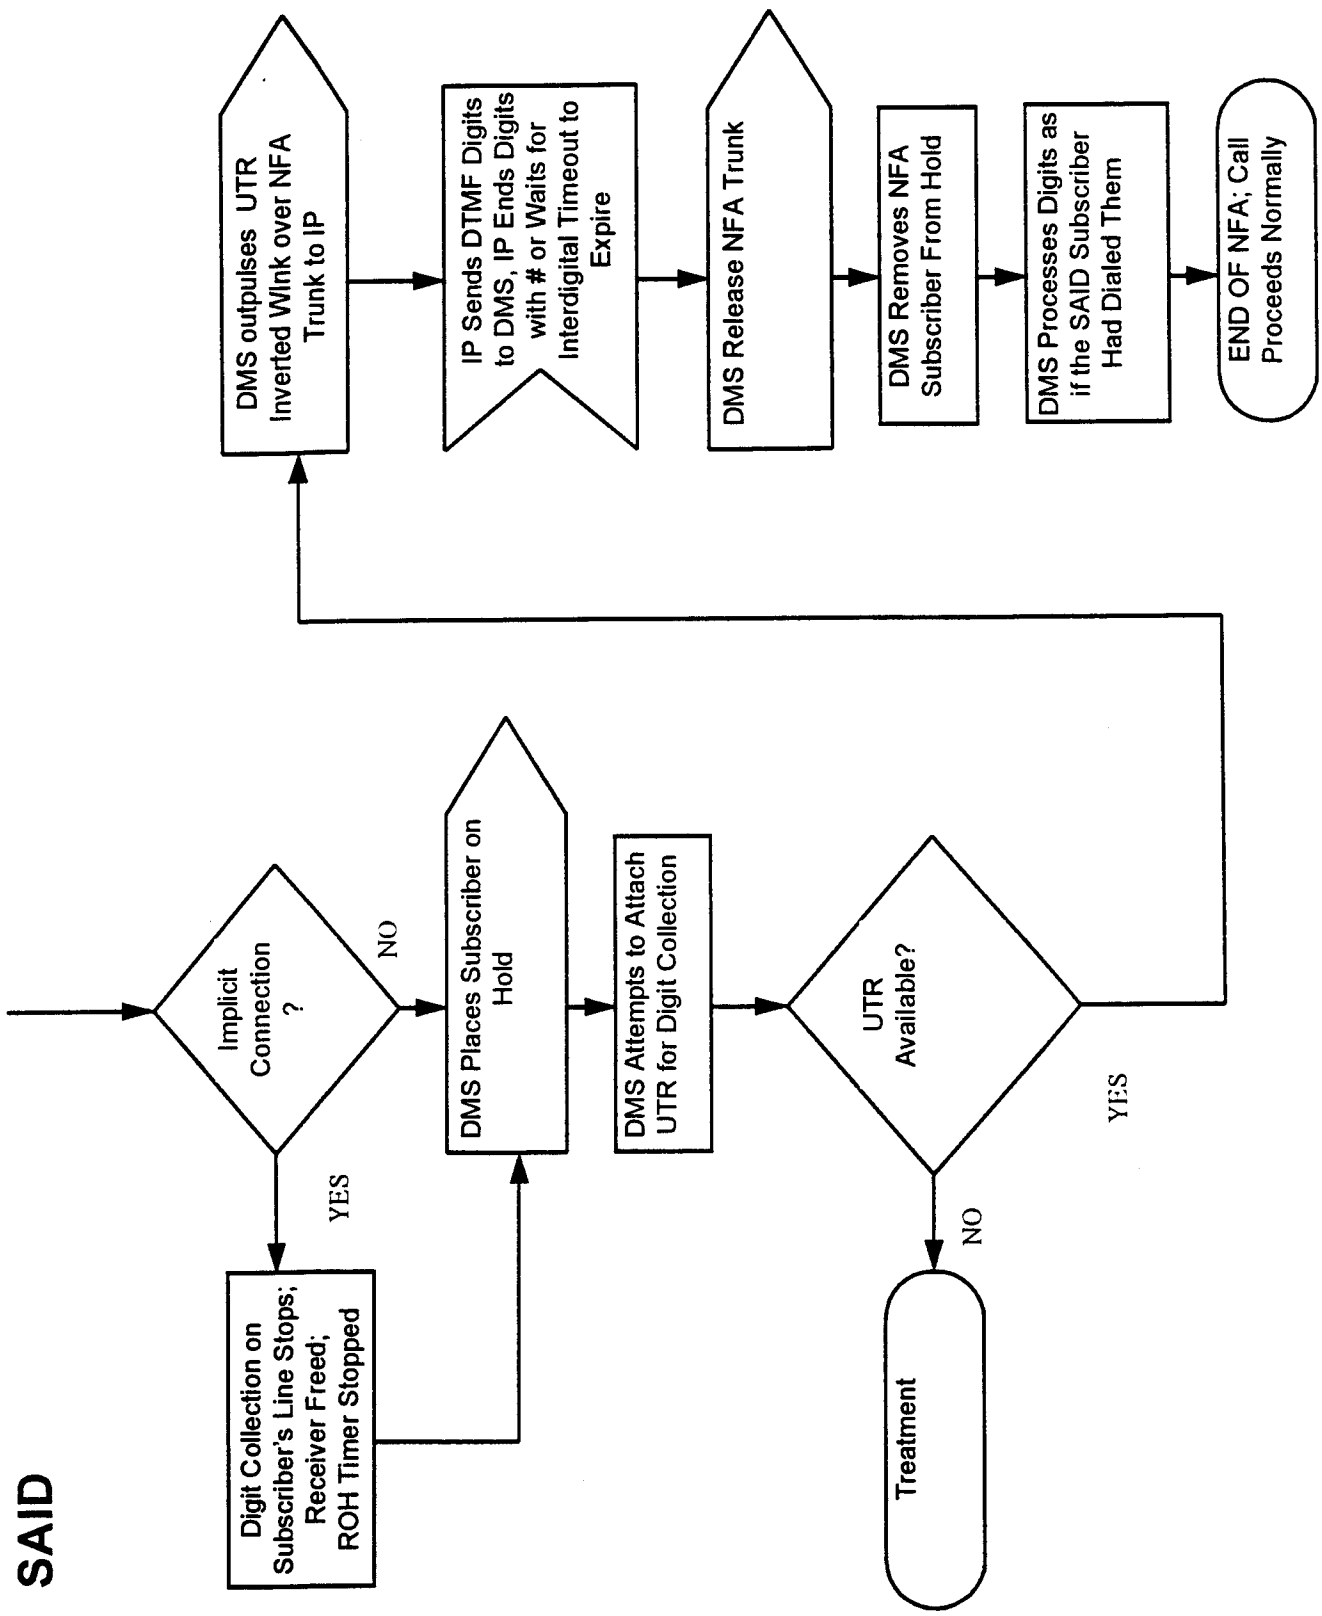 SAID
Implicit
Connection
?
YES
NO
Digit Collection on
Subscriber's Line Stops;
Receiver Freed;
ROH Timer Stopped
DMS Places Subscriber on
Hold
DMS Attempts to Attach
UTR for Digit Collection
UTR
Available?
NO
YES
Treatment
DMS outpulses UTR
Inverted WInk over NFA
Trunk to IP
IP Sends DTMF Digits
to DMS, IP Ends Digits
with # or Waits for
Interdigital Timeout to
Expire
DMS Release NFA Trunk
DMS Removes NFA
Subscriber From Hold
DMS Processes Digits as
if the SAID Subscriber
Had Dialed Them
END OF NFA; Call
Proceeds Normally